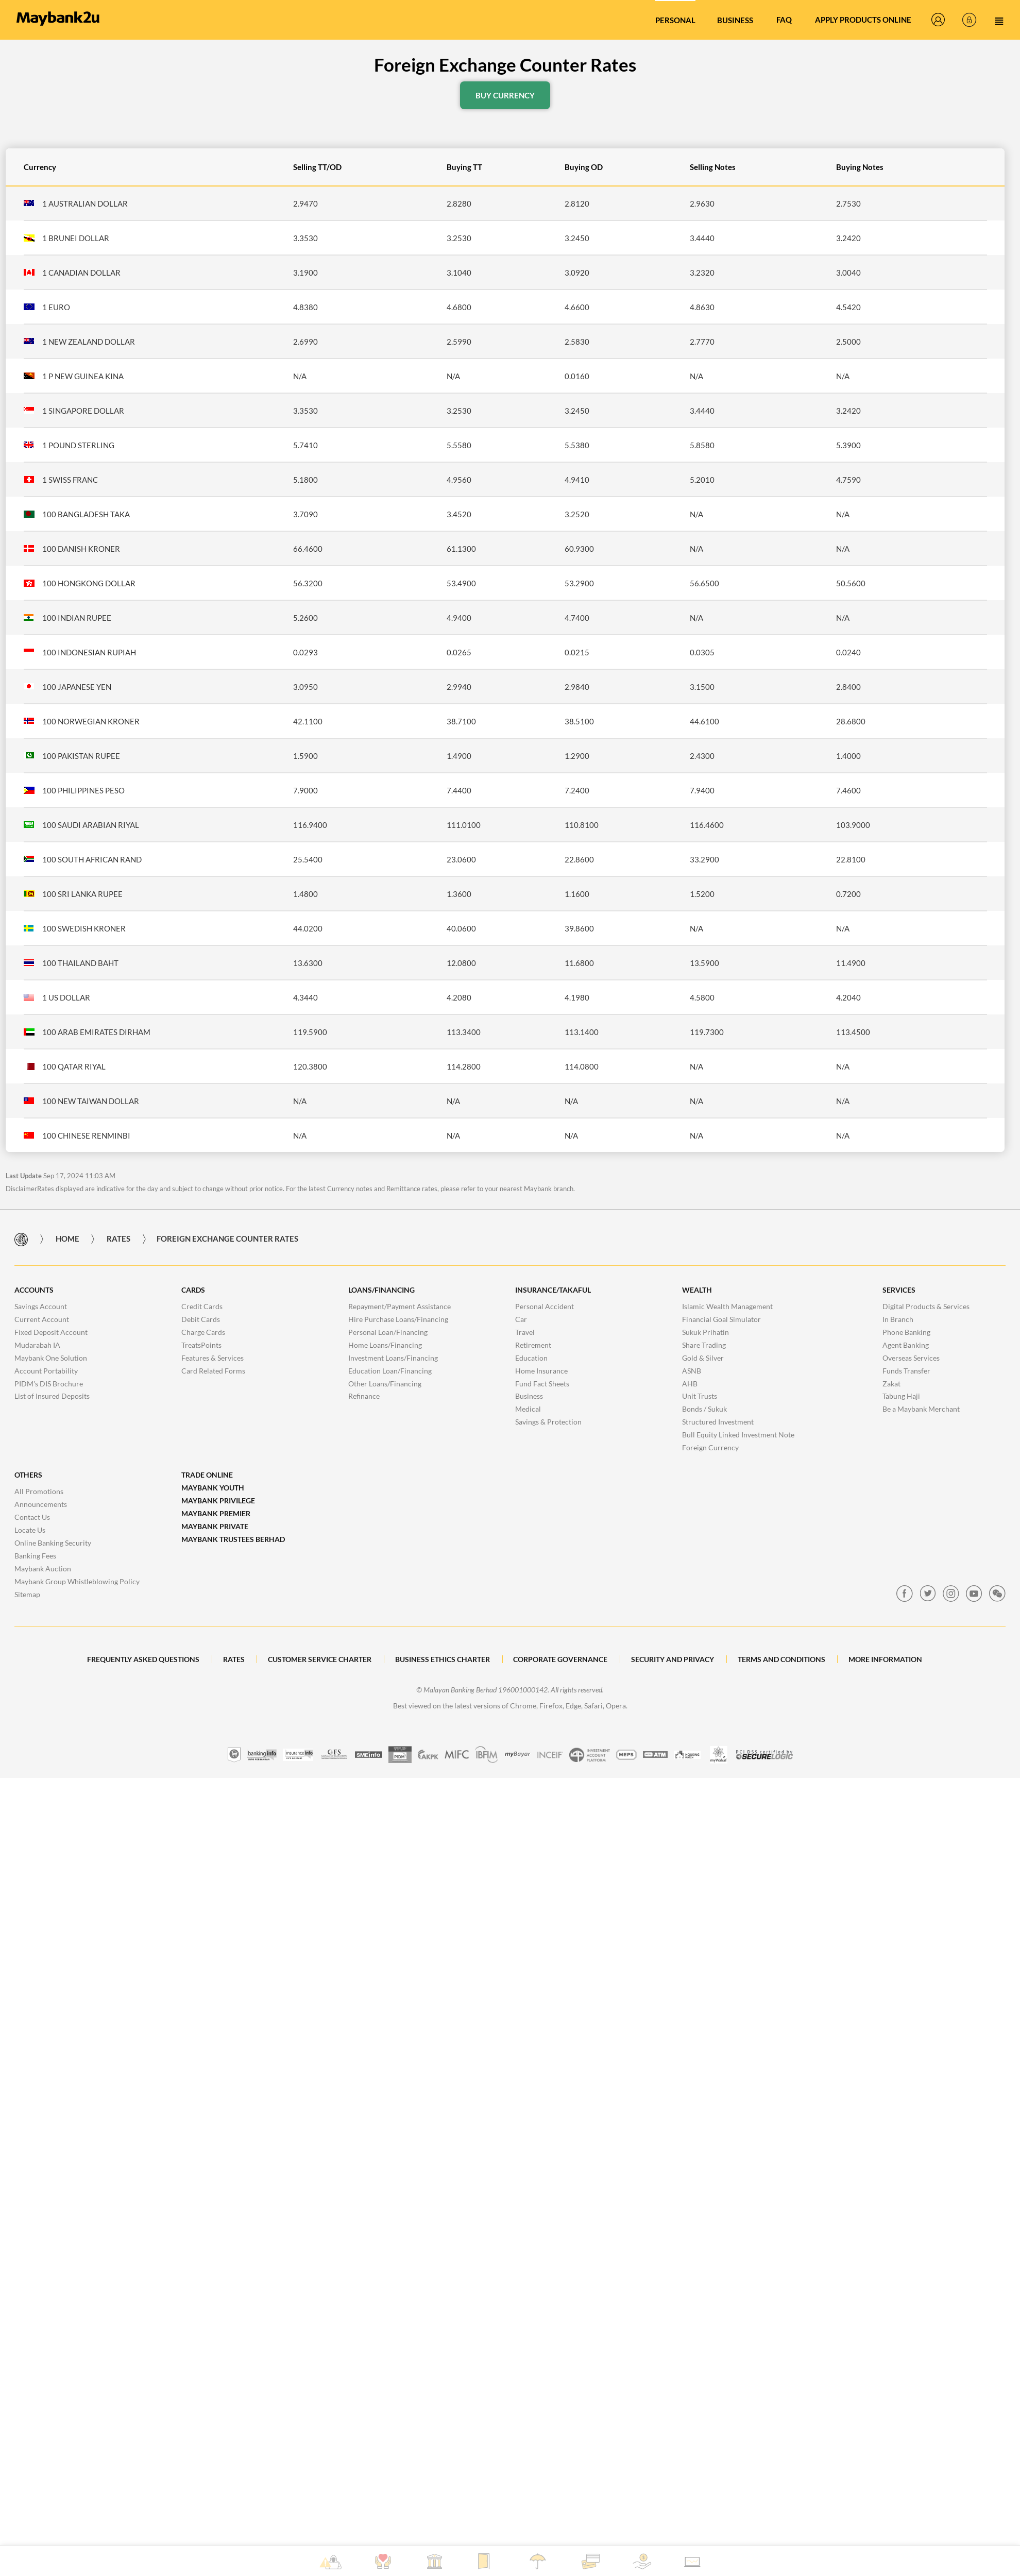 Maybank2u
PERSONAL BUSINESS FAQ APPLY PRODUCTS ONLINE
Foreign Exchange Counter Rates
BUY CURRENCY
Currency Selling TT/OD Buying TT Buying OD Selling Notes Buying Notes
1 AUSTRALIAN DOLLAR 2.9470 2.8280 2.8120 2.9630 2.7530
1 BRUNEI DOLLAR 3.3530 3.2530 3.2450 3.4440 3.2420
1 CANADIAN DOLLAR 3.1900 3.1040 3.0920 3.2320 3.0040
1 EURO 4.8380 4.6800 4.6600 4.8630 4.5420
1 NEW ZEALAND DOLLAR 2.6990 2.5990 2.5830 2.7770 2.5000
1 P NEW GUINEA KINA N/A N/A 0.0160 N/A N/A
1 SINGAPORE DOLLAR 3.3530 3.2530 3.2450 3.4440 3.2420
1 POUND STERLING 5.7410 5.5580 5.5380 5.8580 5.3900
1 SWISS FRANC 5.1800 4.9560 4.9410 5.2010 4.7590
100 BANGLADESH TAKA 3.7090 3.4520 3.2520 N/A N/A
100 DANISH KRONER 66.4600 61.1300 60.9300 N/A N/A
100 HONGKONG DOLLAR 56.3200 53.4900 53.2900 56.6500 50.5600
100 INDIAN RUPEE 5.2600 4.9400 4.7400 N/A N/A
100 INDONESIAN RUPIAH 0.0293 0.0265 0.0215 0.0305 0.0240
100 JAPANESE YEN 3.0950 2.9940 2.9840 3.1500 2.8400
100 NORWEGIAN KRONER 42.1100 38.7100 38.5100 44.6100 28.6800
100 PAKISTAN RUPEE 1.5900 1.4900 1.2900 2.4300 1.4000
100 PHILIPPINES PESO 7.9000 7.4400 7.2400 7.9400 7.4600
100 SAUDI ARABIAN RIYAL 116.9400 111.0100 110.8100 116.4600 103.9000
100 SOUTH AFRICAN RAND 25.5400 23.0600 22.8600 33.2900 22.8100
100 SRI LANKA RUPEE 1.4800 1.3600 1.1600 1.5200 0.7200
100 SWEDISH KRONER 44.0200 40.0600 39.8600 N/A N/A
100 THAILAND BAHT 13.6300 12.0800 11.6800 13.5900 11.4900
1 US DOLLAR 4.3440 4.2080 4.1980 4.5800 4.2040
100 ARAB EMIRATES DIRHAM 119.5900 113.3400 113.1400 119.7300 113.4500
100 QATAR RIYAL 120.3800 114.2800 114.0800 N/A N/A
100 NEW TAIWAN DOLLAR N/A N/A N/A N/A N/A
100 CHINESE RENMINBI N/A N/A N/A N/A N/A
Last Update Sep 17, 2024 11:03 AM
DisclaimerRates displayed are indicative for the day and subject to change without prior notice. For the latest Currency notes and Remittance rates, please refer to your nearest Maybank branch.
HOME RATES FOREIGN EXCHANGE COUNTER RATES
ACCOUNTS
Savings Account
Current Account
Fixed Deposit Account
Mudarabah IA
Maybank One Solution
Account Portability
PIDM's DIS Brochure
List of Insured Deposits
CARDS
Credit Cards
Debit Cards
Charge Cards
TreatsPoints
Features & Services
Card Related Forms
LOANS/FINANCING
Repayment/Payment Assistance
Hire Purchase Loans/Financing
Personal Loan/Financing
Home Loans/Financing
Investment Loans/Financing
Education Loan/Financing
Other Loans/Financing
Refinance
INSURANCE/TAKAFUL
Personal Accident
Car
Travel
Retirement
Education
Home Insurance
Fund Fact Sheets
Business
Medical
Savings & Protection
WEALTH
Islamic Wealth Management
Financial Goal Simulator
Sukuk Prihatin
Share Trading
Gold & Silver
ASNB
AHB
Unit Trusts
Bonds / Sukuk
Structured Investment
Bull Equity Linked Investment Note
Foreign Currency
SERVICES
Digital Products & Services
In Branch
Phone Banking
Agent Banking
Overseas Services
Funds Transfer
Zakat
Tabung Haji
Be a Maybank Merchant
OTHERS
All Promotions
Announcements
Contact Us
Locate Us
Online Banking Security
Banking Fees
Maybank Auction
Maybank Group Whistleblowing Policy
Sitemap
TRADE ONLINE
MAYBANK YOUTH
MAYBANK PRIVILEGE
MAYBANK PREMIER
MAYBANK PRIVATE
MAYBANK TRUSTEES BERHAD
FREQUENTLY ASKED QUESTIONS RATES CUSTOMER SERVICE CHARTER BUSINESS ETHICS CHARTER CORPORATE GOVERNANCE SECURITY AND PRIVACY TERMS AND CONDITIONS MORE INFORMATION
© Malayan Banking Berhad 196001000142, All rights reserved.
Best viewed on the latest versions of Chrome, Firefox, Edge, Safari, Opera.
bankinginfo insuranceinfo OFS SMEinfo PIDM AKPK MIFC IBFIM myBayar INCEIF INVESTMENT ACCOUNT PLATFORM MEPS ATM SECURELOGIC